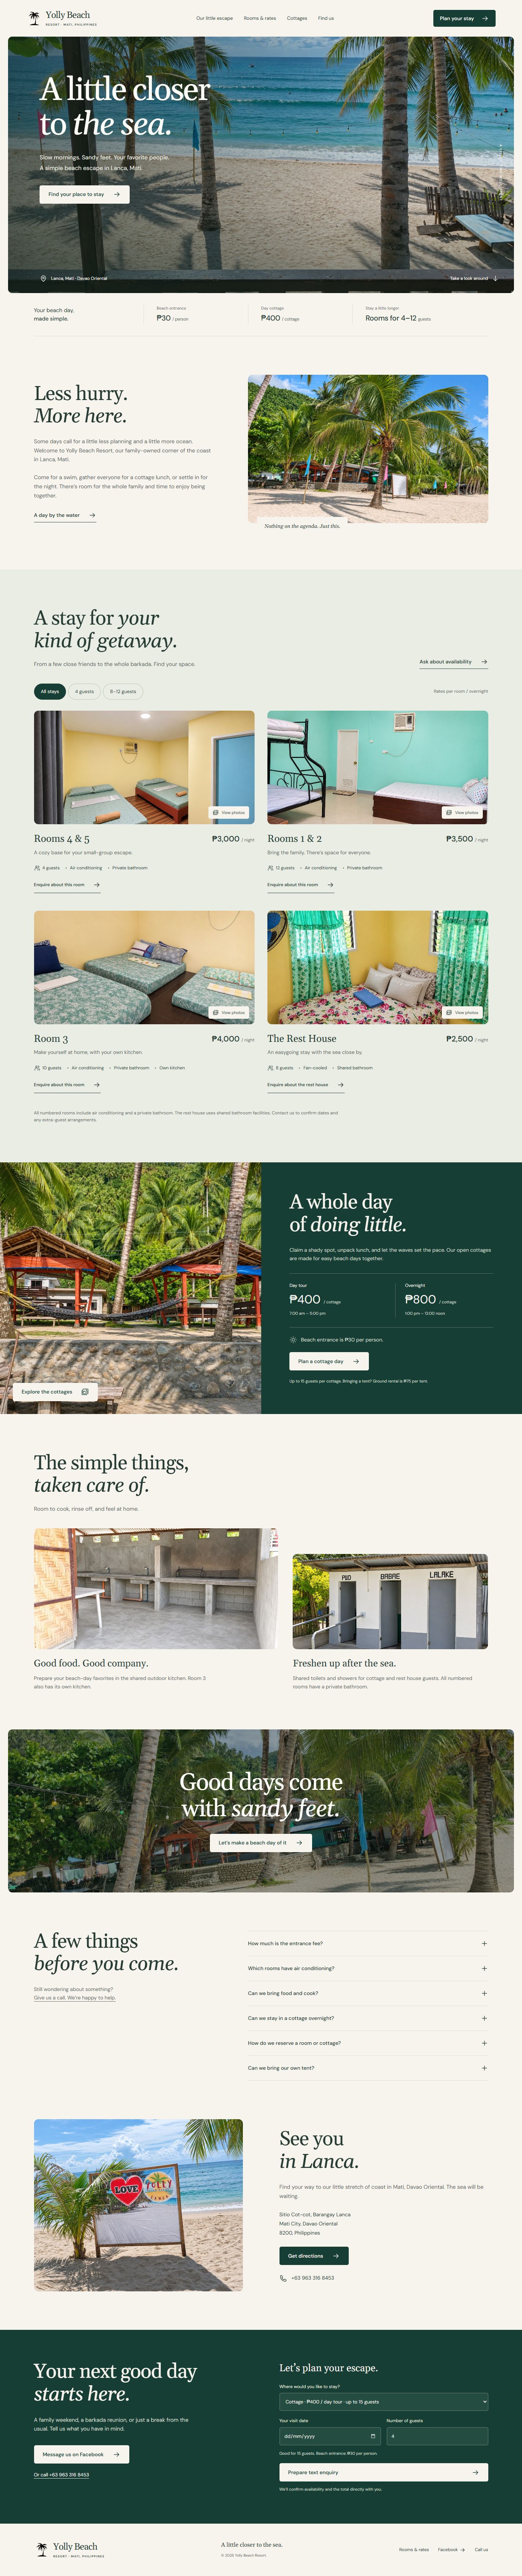 Yolly Beach
RESORT · MATI, PHILIPPINES
Our little escape
Rooms & rates
Cottages
Find us
Plan your stay
A little closer
to the sea.
Slow mornings. Sandy feet. Your favorite people.
A simple beach escape in Lanca, Mati.
Find your place to stay
Lanca, Mati · Davao Oriental
Take a look around
Your beach day,
made simple.
Beach entrance
₱30 / person
Day cottage
₱400 / cottage
Stay a little longer
Rooms for 4–12 guests
Less hurry.
More here.
Some days call for a little less planning and a little more ocean.
Welcome to Yolly Beach Resort, our family-owned corner of the coast
in Lanca, Mati.
Come for a swim, gather everyone for a cottage lunch, or settle in for
the night. There's room for the whole family and time to enjoy being
together.
A day by the water
Nothing on the agenda. Just this.
A stay for your
kind of getaway.
From a few close friends to the whole barkada. Find your space.
Ask about availability
All stays
4 guests
8–12 guests
Rates per room / overnight
View photos
View photos
Rooms 4 & 5
₱3,000 / night
A cozy base for your small-group escape.
4 guests • Air conditioning • Private bathroom
Enquire about this room
Rooms 1 & 2
₱3,500 / night
Bring the family. There's space for everyone.
12 guests • Air conditioning • Private bathroom
Enquire about this room
View photos
View photos
Room 3
₱4,000 / night
Make yourself at home, with your own kitchen.
10 guests • Air conditioning • Private bathroom • Own kitchen
Enquire about this room
The Rest House
₱2,500 / night
An easygoing stay with the sea close by.
8 guests • Fan-cooled • Shared bathroom
Enquire about the rest house
All numbered rooms include air conditioning and a private bathroom. The rest house uses shared bathroom facilities. Contact us to confirm dates and
any extra-guest arrangements.
Explore the cottages
A whole day
of doing little.
Claim a shady spot, unpack lunch, and let the waves set the pace. Our open cottages
are made for easy beach days together.
Day tour
₱400 / cottage
7:00 am – 5:00 pm
Overnight
₱800 / cottage
1:00 pm – 12:00 noon
Beach entrance is ₱30 per person.
Plan a cottage day
Up to 15 guests per cottage. Bringing a tent? Ground rental is ₱75 per tent.
The simple things,
taken care of.
Room to cook, rinse off, and feel at home.
PWD
BABAE
LALAKE
Good food. Good company.
Prepare your beach-day favorites in the shared outdoor kitchen. Room 3
also has its own kitchen.
Freshen up after the sea.
Shared toilets and showers for cottage and rest house guests. All numbered
rooms have a private bathroom.
Good days come
with sandy feet.
Let's make a beach day of it
A few things
before you come.
Still wondering about something?
Give us a call. We're happy to help.
How much is the entrance fee?
Which rooms have air conditioning?
Can we bring food and cook?
Can we stay in a cottage overnight?
How do we reserve a room or cottage?
Can we bring our own tent?
LOVE
YOLLY
See you
in Lanca.
Find your way to our little stretch of coast in Mati, Davao Oriental. The sea will be
waiting.
Sitio Cot-cot, Barangay Lanca
Mati City, Davao Oriental
8200, Philippines
Get directions
+63 963 316 8453
Your next good day
starts here.
A family weekend, a barkada reunion, or just a break from the
usual. Tell us what you have in mind.
Message us on Facebook
Or call +63 963 316 8453
Let's plan your escape.
Where would you like to stay?
Cottage · ₱400 / day tour · up to 15 guests
Your visit date
Number of guests
dd/mm/yyyy
4
Good for 15 guests. Beach entrance: ₱30 per person.
Prepare text enquiry
We'll confirm availability and the total directly with you.
Yolly Beach
RESORT · MATI, PHILIPPINES
A little closer to the sea.
© 2026 Yolly Beach Resort.
Rooms & rates
Facebook
Call us